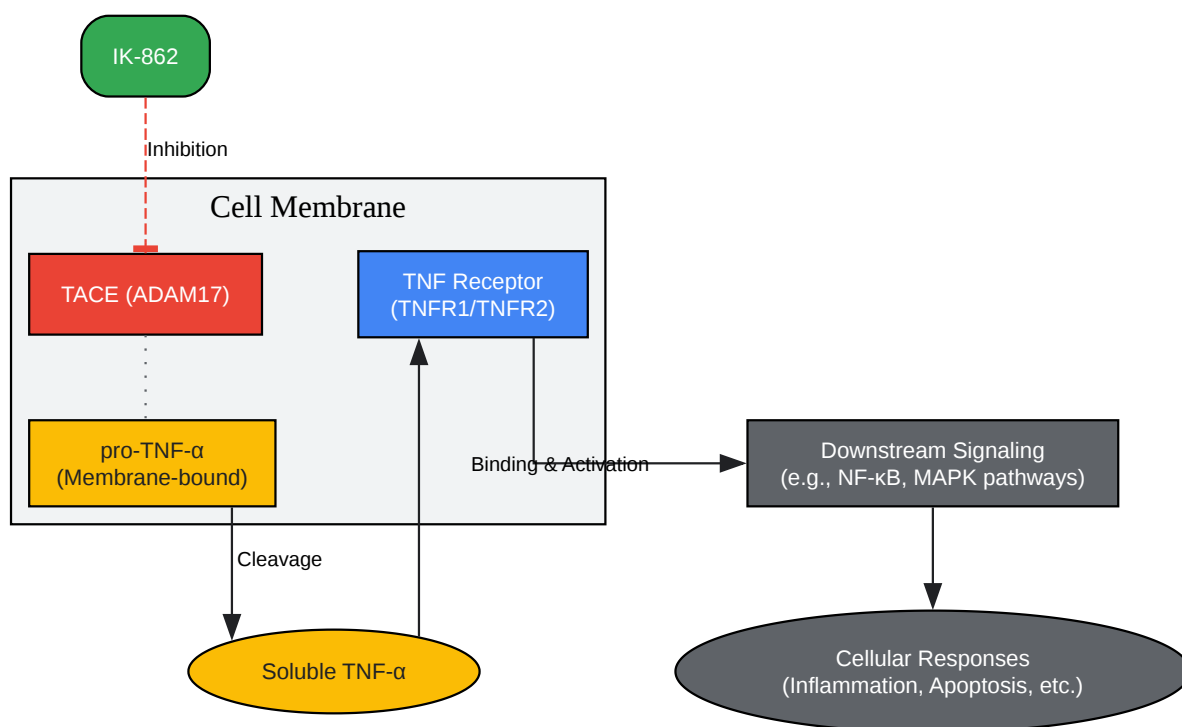 IK-862
Inhibition
Cell Membrane
TACE (ADAM17)
TNF Receptor
(TNFR1/TNFR2)
pro-TNF-α
(Membrane-bound)
Binding & Activation
Downstream Signaling
(e.g., NF-κB, MAPK pathways)
Cleavage
Soluble TNF-α
Cellular Responses
(Inflammation, Apoptosis, etc.)